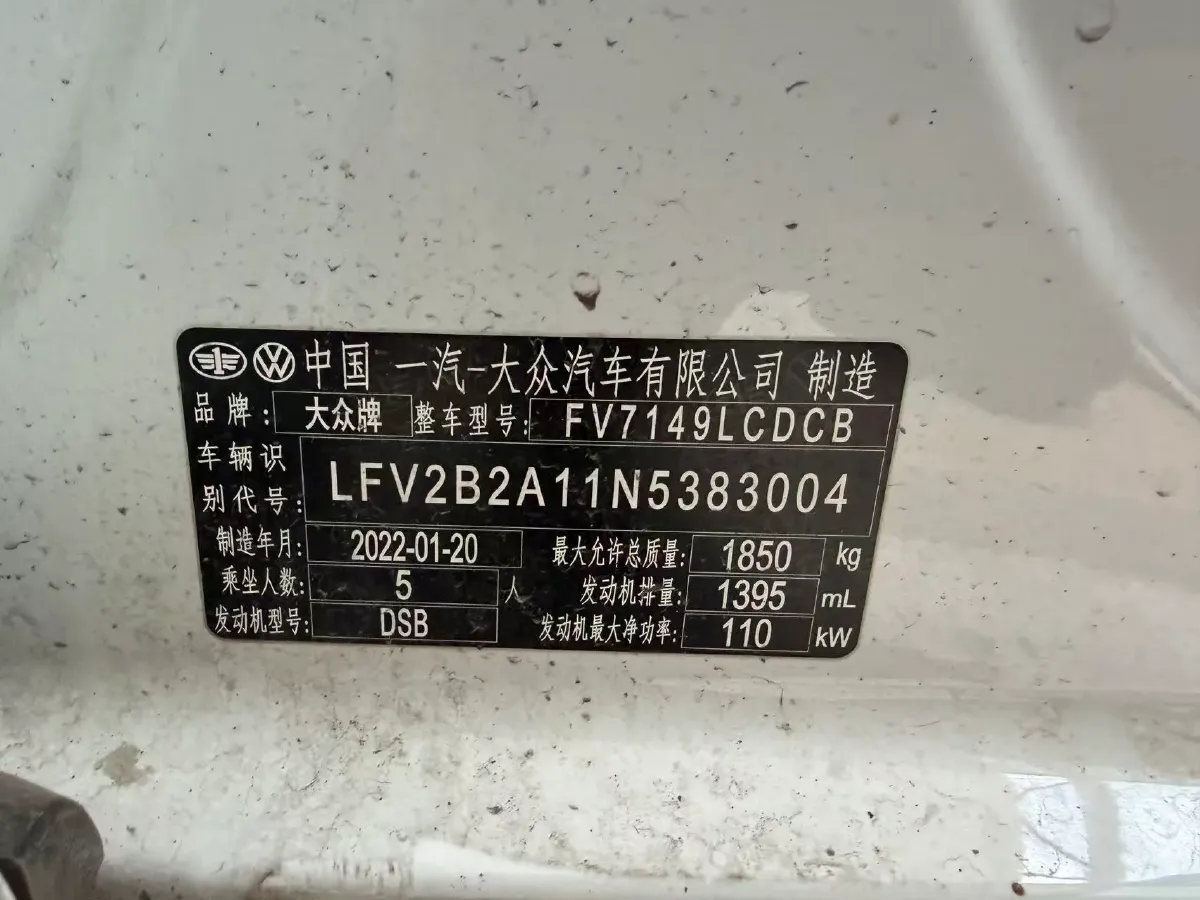 中国 一汽-大众汽车有限公司 制造
品牌: 大众牌 整车型号: FV7149LCDCB
车辆识
别代号: LFV2B2A11N5383004
制造年月: 2022-01-20 最大允许总质量: 1850 kg
乘坐人数: 5 人 发动机排量: 1395 mL
发动机型号: DSB 发动机最大净功率: 110 kW